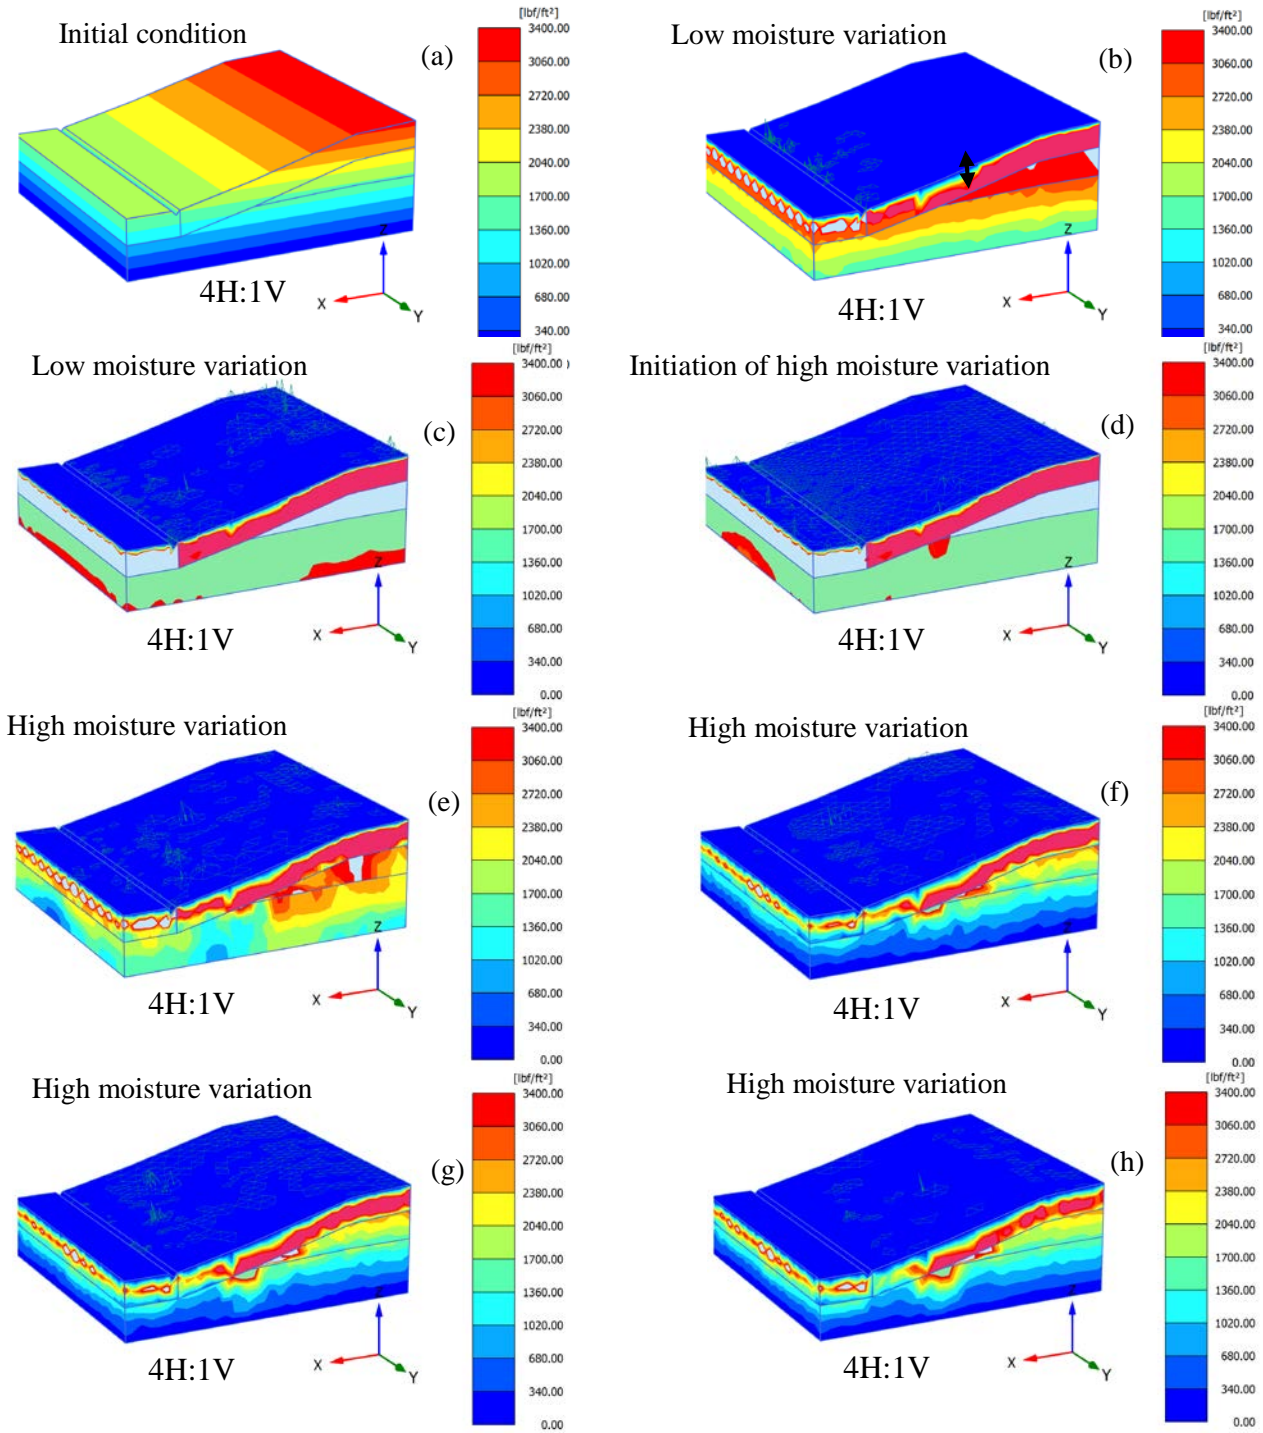 Initial condition
(a)
[lbf/ft²]
3400.00
3060.00
2720.00
2380.00
2040.00
1700.00
1360.00
1020.00
680.00
340.00
4H:1V
X
Y
Z
Low moisture variation
(b)
[lbf/ft²]
3400.00
3060.00
2720.00
2380.00
2040.00
1700.00
1360.00
1020.00
680.00
340.00
4H:1V
X
Y
Z
Low moisture variation
(c)
[lbf/ft²]
3400.00 )
3060.00
2720.00
2380.00
2040.00
1700.00
1360.00
1020.00
680.00
340.00
0.00
4H:1V
X
Y
Z
Initiation of high moisture variation
(d)
[lbf/ft²]
3400.00
3060.00
2720.00
2380.00
2040.00
1700.00
1360.00
1020.00
680.00
340.00
0.00
4H:1V
X
Y
Z
High moisture variation
(e)
[lbf/ft²]
3400.00
3060.00
2720.00
2380.00
2040.00
1700.00
1360.00
1020.00
680.00
340.00
0.00
4H:1V
X
Y
Z
High moisture variation
(f)
[lbf/ft²]
3400.00
3060.00
2720.00
2380.00
2040.00
1700.00
1360.00
1020.00
680.00
340.00
0.00
4H:1V
X
Y
Z
High moisture variation
(g)
[lbf/ft²]
3400.00
3060.00
2720.00
2380.00
2040.00
1700.00
1360.00
1020.00
680.00
340.00
0.00
4H:1V
X
Y
Z
High moisture variation
(h)
[lbf/ft²]
3400.00
3060.00
2720.00
2380.00
2040.00
1700.00
1360.00
1020.00
680.00
340.00
0.00
4H:1V
X
Y
Z